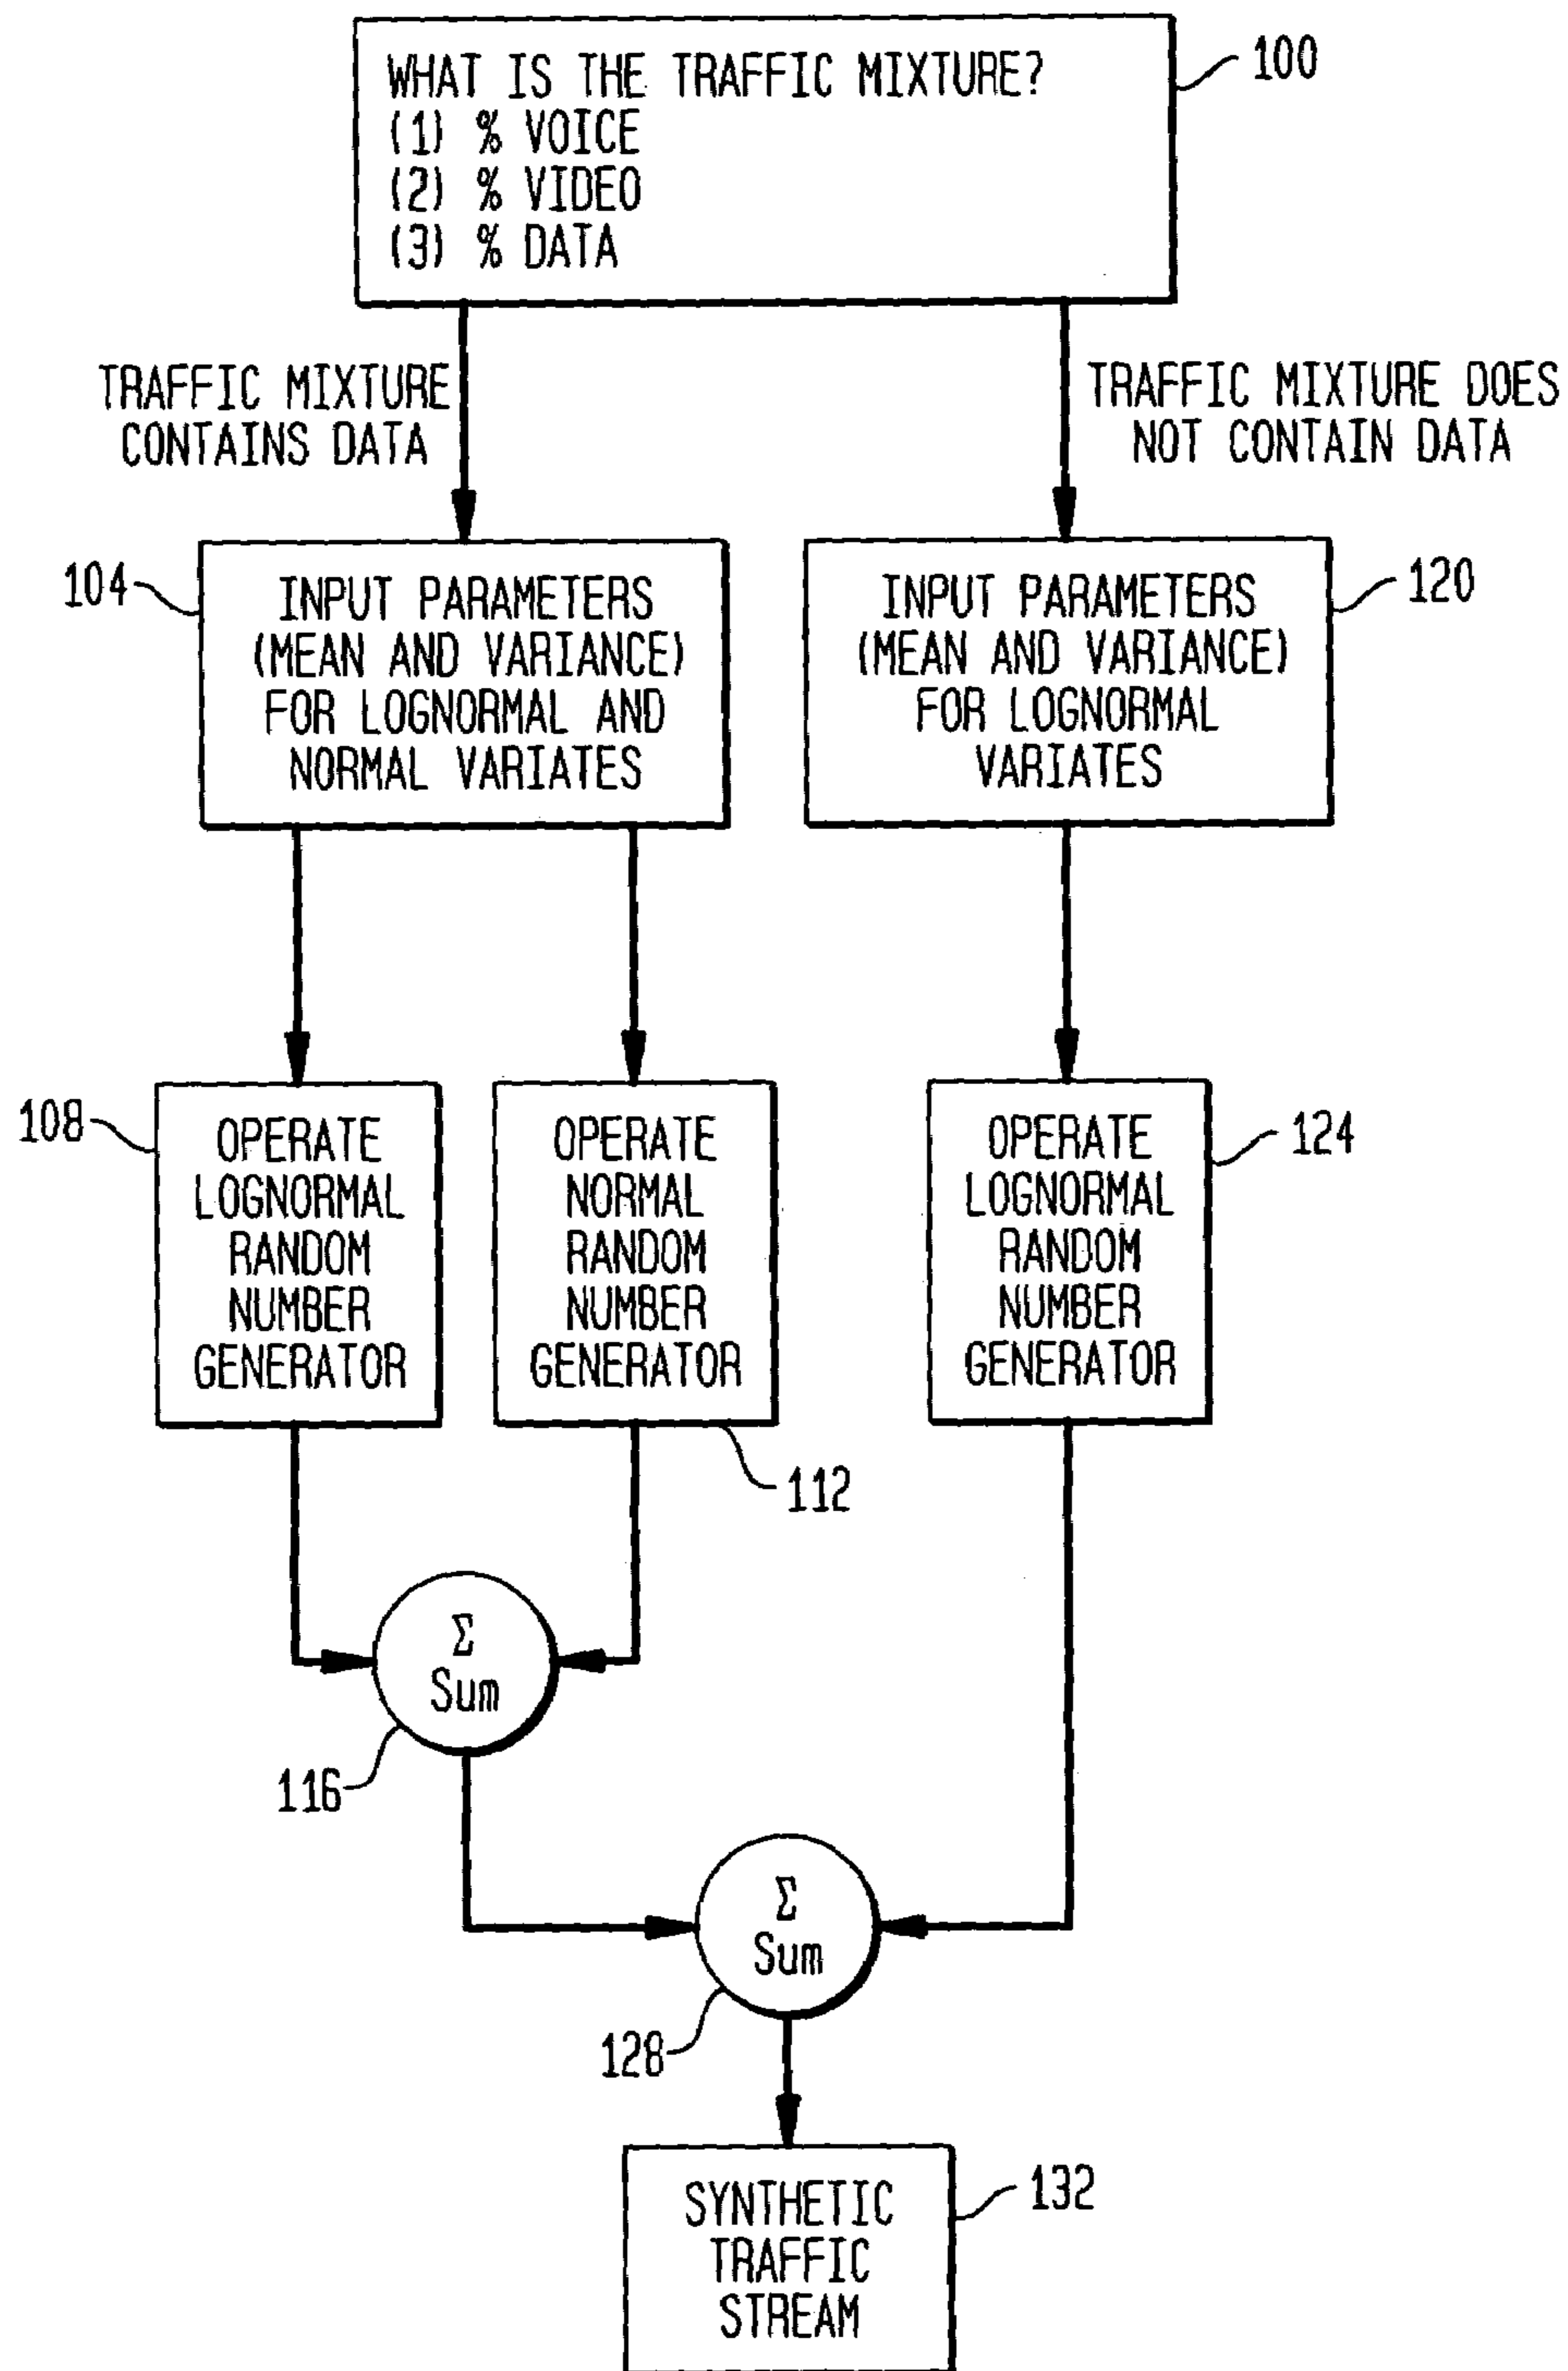 WHAT IS THE TRAFFIC MIXTURE?
(1) % VOICE
(2) % VIDEO
(3) % DATA
100
TRAFFIC MIXTURE
CONTAINS DATA
TRAFFIC MIXTURE DOES
NOT CONTAIN DATA
104
INPUT PARAMETERS
(MEAN AND VARIANCE)
FOR LOGNORMAL AND
NORMAL VARIATES
INPUT PARAMETERS
(MEAN AND VARIANCE)
FOR LOGNORMAL
VARIATES
120
108
OPERATE
LOGNORMAL
RANDOM
NUMBER
GENERATOR
OPERATE
NORMAL
RANDOM
NUMBER
GENERATOR
112
OPERATE
LOGNORMAL
RANDOM
NUMBER
GENERATOR
124
Σ
Sum
116
Σ
Sum
128
SYNTHETIC
TRAFFIC
STREAM
132